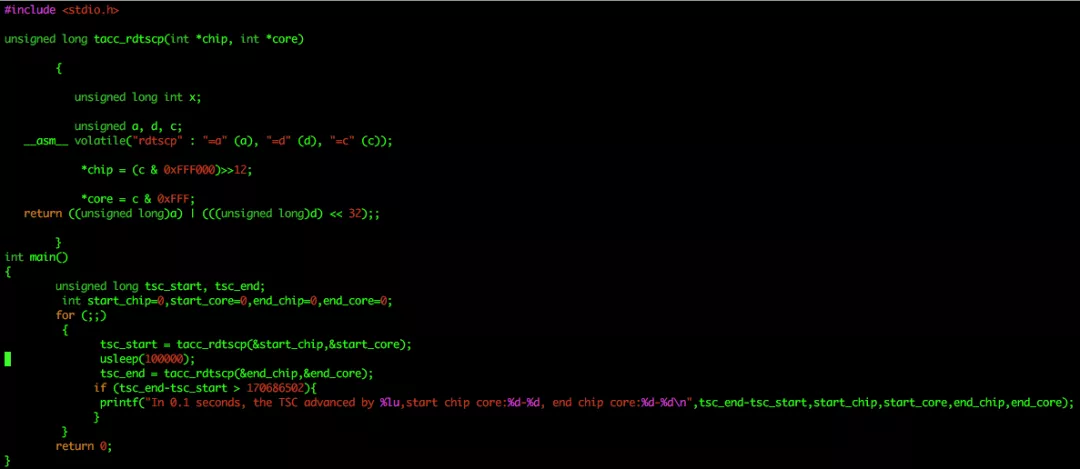 #include <stdio.h>
unsigned long tacc_rdtscp(int *chip, int *core)
{
unsigned long int x;
unsigned a, d, c;
__asm__ volatile("rdtscp" : "=a" (a), "=d" (d), "=c" (c));
*chip = (c & 0xFFF000)>>12;
*core = c & 0xFFF;
return ((unsigned long)a) | (((unsigned long)d) << 32);;
}
int main()
{
unsigned long tsc_start, tsc_end;
int start_chip=0,start_core=0,end_chip=0,end_core=0;
for (;;)
{
tsc_start = tacc_rdtscp(&start_chip,&start_core);
usleep(100000);
tsc_end = tacc_rdtscp(&end_chip,&end_core);
if (tsc_end-tsc_start > 170686502){
printf("In 0.1 seconds, the TSC advanced by %lu,start chip core:%d-%d, end chip core:%d-%d\n",tsc_end-tsc_start,start_chip,start_core,end_chip,end_core);
}
}
return 0;
}